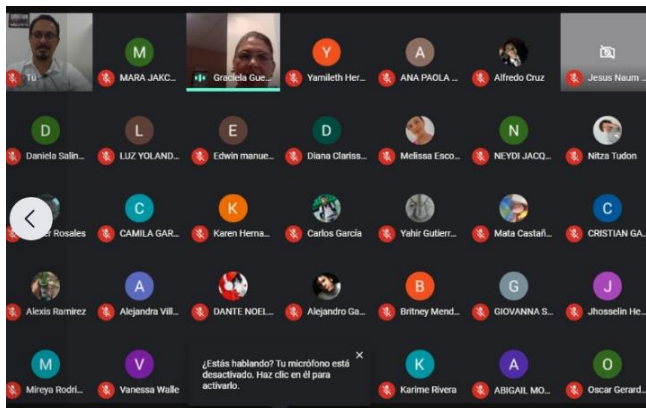 Tú
M
MARA JAKC...
Graciela Gue...
Y
Yamileth Her...
A
ANA PAOLA ...
Alfredo Cruz
Jesus Naum ...
D
Daniela Salin...
L
LUZ YOLAND...
E
Edwin manue...
D
Diana Clariss...
Melissa Esco...
N
NEYDI JACQ...
Nitza Tudon
Rosales
C
CAMILA GAR...
K
Karen Herna...
Carlos García
Yahir Gutierr...
Mata Castañ...
C
CRISTIAN GA...
Alexis Ramirez
A
Alejandra Vill...
DANTE NOEL...
Alejandro Ga...
B
Britney Mend...
G
GIOVANNA S...
J
Jhosselin He...
M
Mireya Rodri...
V
Vanessa Walle
¿Estás hablando? Tu micrófono está
desactivado. Haz clic en él para
activarlo.
K
Karime Rivera
A
ABIGAIL MO...
O
Oscar Gerard...